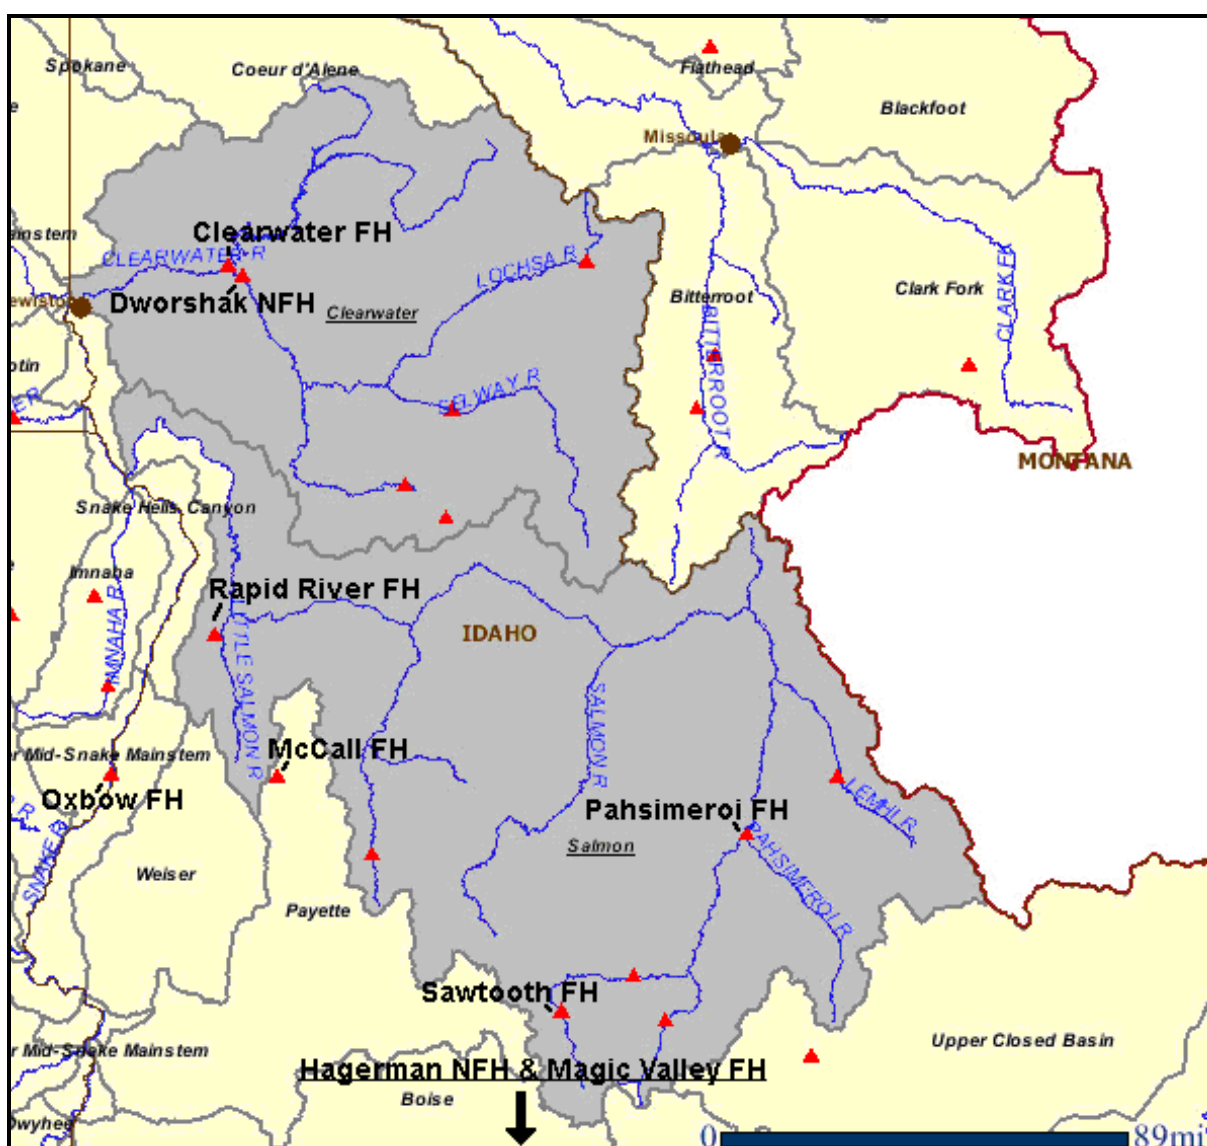 Spokane
Coeur d'Alene
Flathead
Blackfoot
Missoula
Clearwater FH
CLEARWATER R
LOCHSA R
Dworshak NFH
Clearwater
Bitterroot
Clark Fork
CLARK FK
BITTERROOT R
SELWAY R
MONTANA
Snake Hells Canyon
Imnaha
IMNAHA R
Rapid River FH
IDAHO
LITTLE SALMON R
SALMON R
r Mid-Snake Mainstem
McCall FH
Oxbow FH
SNAKE R
Pahsimeroi FH
LEMHI R
PAHSIMEROI R
Salmon
Weiser
Payette
Sawtooth FH
Upper Closed Basin
r Mid-Snake Mainstem
Hagerman NFH & Magic Valley FH
Boise
0
89mi